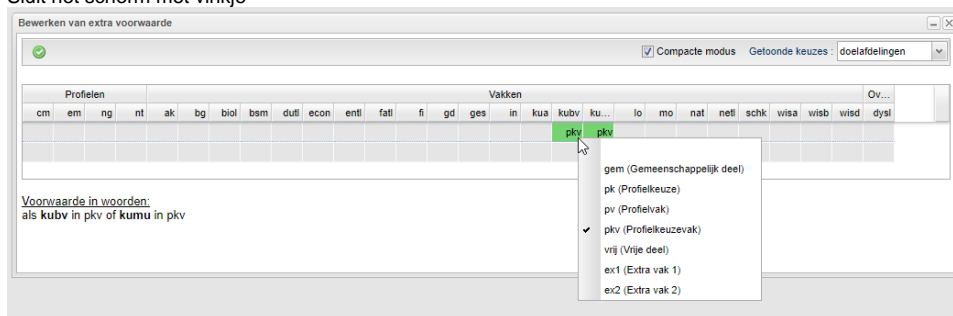 Sluit het scherm met vinkje
Bewerken van extra voorwaarde
Compacte modus Getoonde keuzes : doelafdelingen
Profielen Vakken Ov...
cm em ng nt ak bg biol bsm dutl econ entl fatl fi gd ges in kua kubv ku... lo mo nat netl schk wisa wisb wisd dysl
pkv pkv
gem (Gemeenschappelijk deel)
pk (Profielkeuze)
pv (Profielvak)
pkv (Profielkeuzevak)
vrij (Vrije deel)
ex1 (Extra vak 1)
ex2 (Extra vak 2)
Voorwaarde in woorden:
als kubv in pkv of kumu in pkv